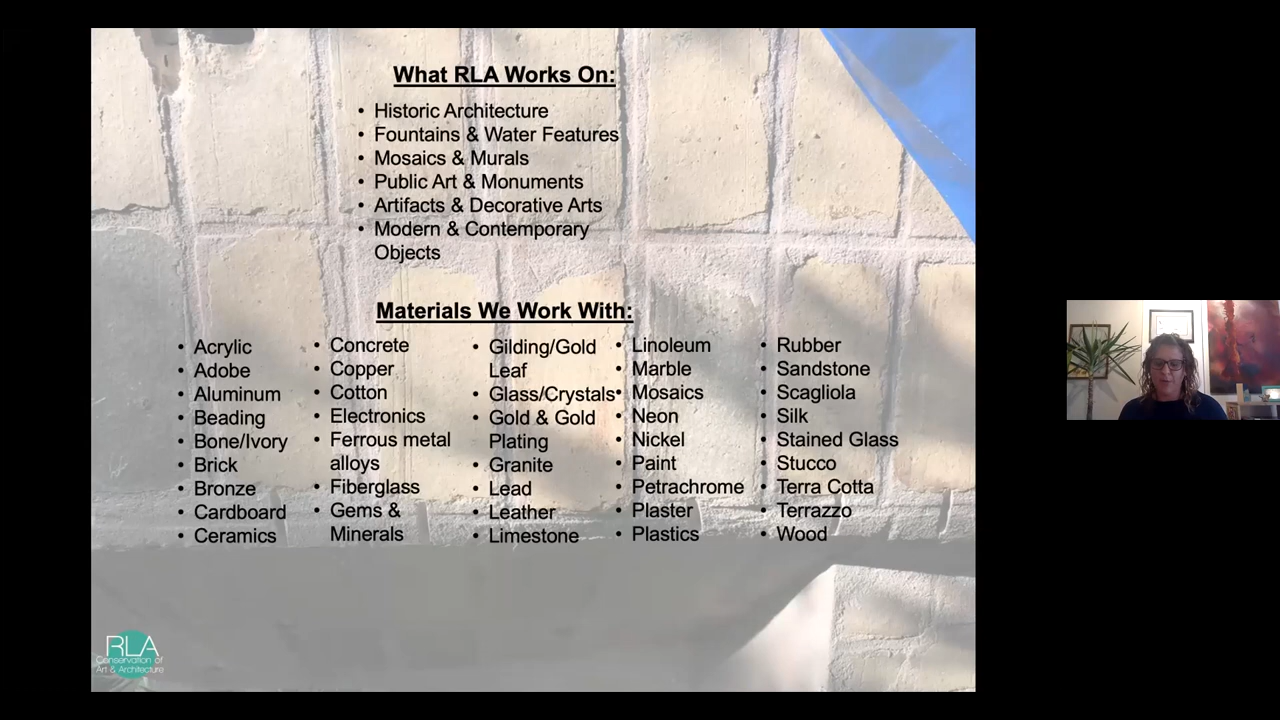 What RLA Works On:
• Historic Architecture
• Fountains & Water Features
• Mosaics & Murals
• Public Art & Monuments
• Artifacts & Decorative Arts
• Modern & Contemporary
Objects
Materials We Work With:
• Acrylic
• Adobe
• Aluminum
• Beading
• Bone/Ivory
• Brick
• Bronze
• Cardboard
• Ceramics
• Concrete
• Copper
• Cotton
• Electronics
• Ferrous metal
alloys
• Fiberglass
• Gems &
Minerals
• Gilding/Gold
Leaf
• Glass/Crystals
• Gold & Gold
Plating
• Granite
• Lead
• Leather
• Limestone
• Linoleum
• Marble
• Mosaics
• Neon
• Nickel
• Paint
• Petrachrome
• Plaster
• Plastics
• Rubber
• Sandstone
• Scagliola
• Silk
• Stained Glass
• Stucco
• Terra Cotta
• Terrazzo
• Wood
RLA
Conservation of
Art & Architecture